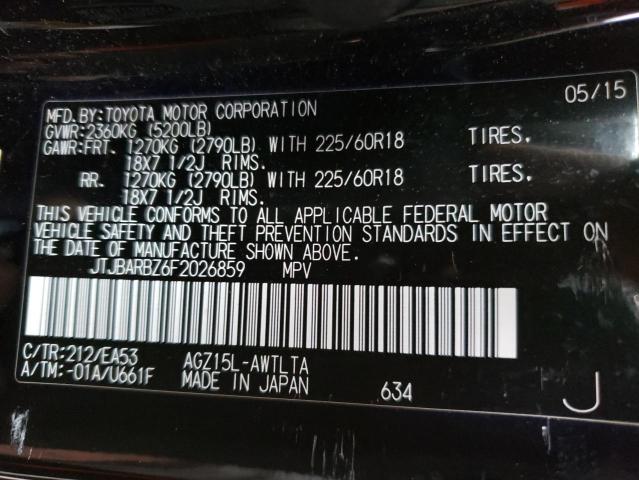 05/15
MFD. BY: TOYOTA MOTOR CORPORATION
GVWR: 2360KG (5200LB)
GAWR: FRT. 1270KG (2790LB) WITH 225/60R18 TIRES.
18X7 1/2J RIMS.
RR. 1270KG (2790LB) WITH 225/60R18 TIRES.
18X7 1/2J RIMS.
THIS VEHICLE CONFORMS TO ALL APPLICABLE FEDERAL MOTOR
VEHICLE SAFETY AND THEFT PREVENTION STANDARDS IN EFFECT ON
THE DATE OF MANUFACTURE SHOWN ABOVE.
JTJBARBZ6F2026859 MPV
C/TR: 212/EA53 AGZ15L-AWTLTA
A/TM: -01A/U661F MADE IN JAPAN 634
J